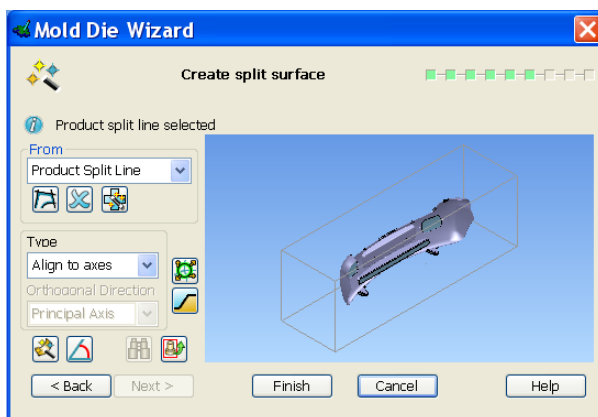 Mold Die Wizard
Create split surface
Product split line selected
From
Product Split Line
Type
Align to axes
Orthogonal Direction
Principal Axis
< Back
Next >
Finish
Cancel
Help